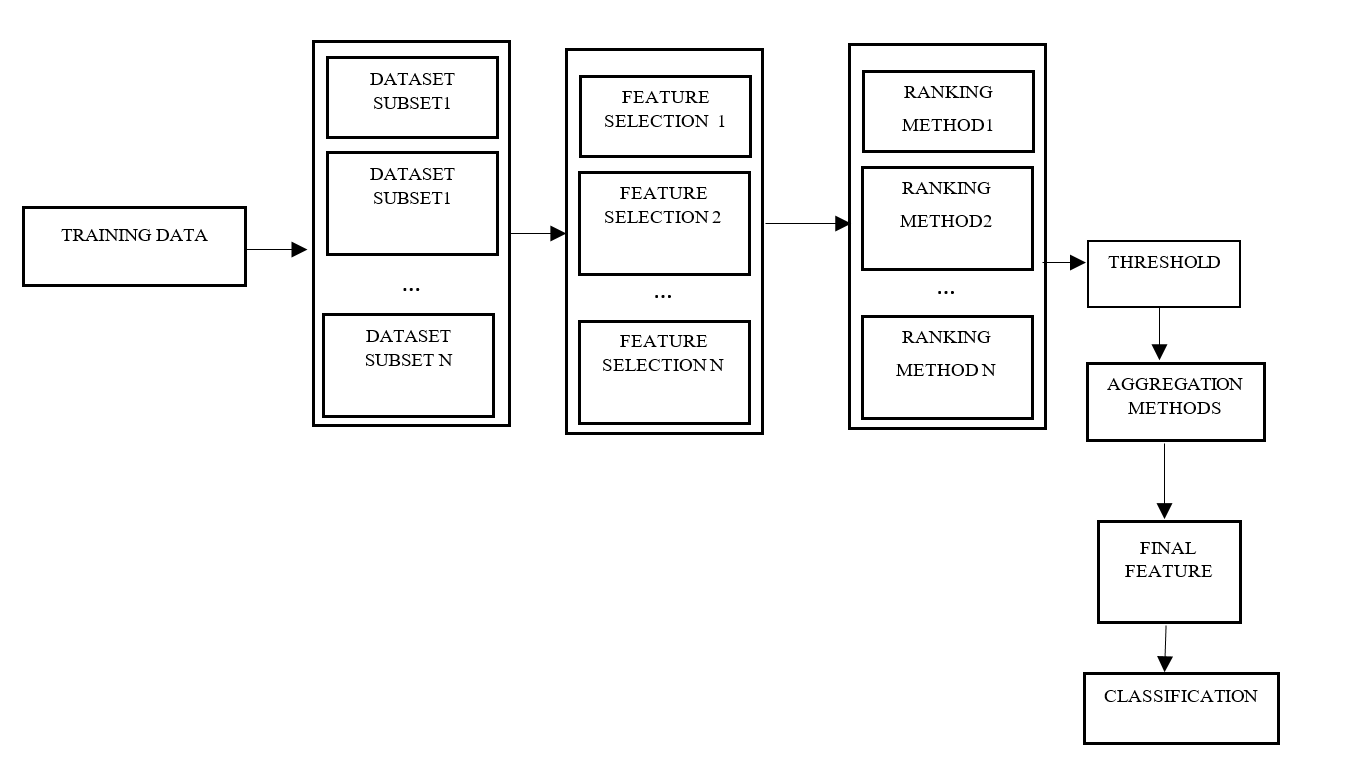 TRAINING DATA
DATASET
SUBSET1
DATASET
SUBSET1
...
DATASET
SUBSET N
FEATURE
SELECTION 1
FEATURE
SELECTION 2
...
FEATURE
SELECTION N
RANKING
METHOD1
RANKING
METHOD2
...
RANKING
METHOD N
THRESHOLD
AGGREGATION
METHODS
FINAL
FEATURE
CLASSIFICATION